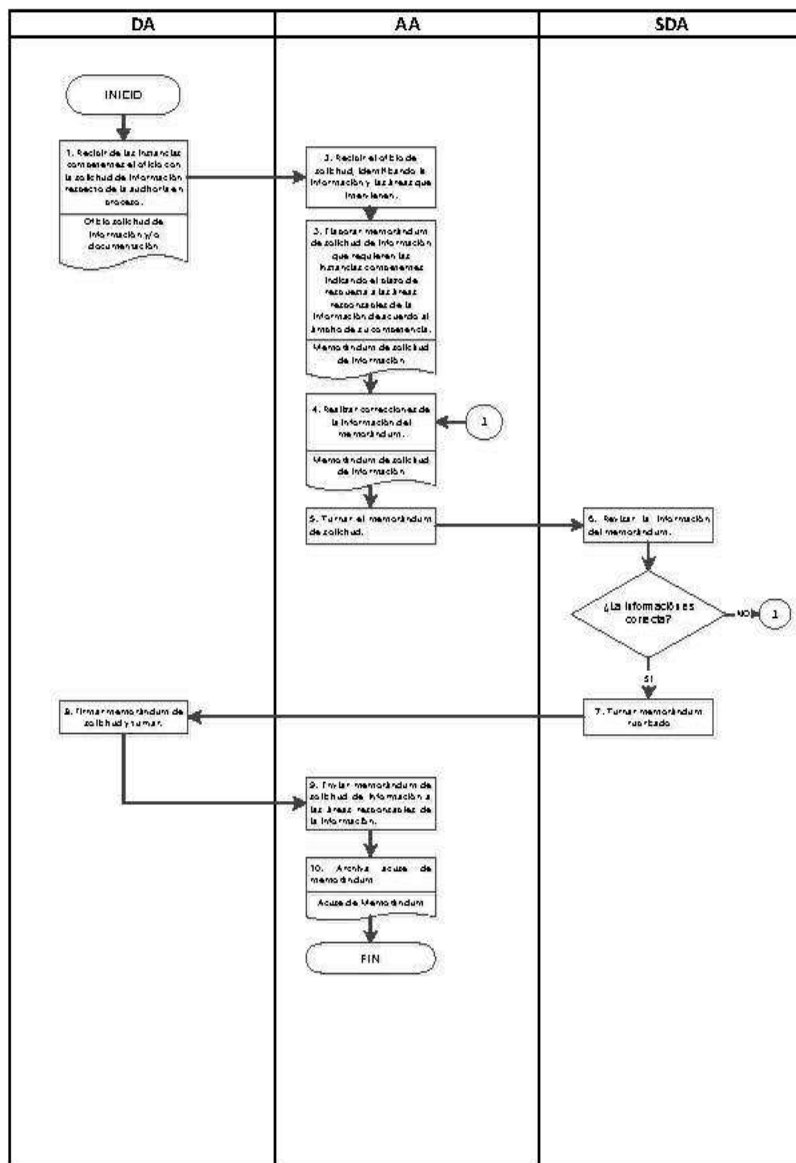 DA
AA
SDA
INICIO
1. Recibir de las instancias
competentes el oficio con
la solicitud de información
respecto de la auditoría en
proceso.
Oficio solicitud de
información y/o
documentación
2. Recibir el oficio de
solicitud, identificando la
información y las áreas que
intervienen.
3. Elaborar memorándum
de solicitud de información
que requieren las
instancias competentes
indicando el plazo de
respuesta a las áreas
responsables de la
información de acuerdo al
ámbito de su competencia.
Memorándum de solicitud
de información
4. Realizar correcciones de
la información del
memorándum.
1
Memorándum de solicitud
de información
5. Turnar el memorándum
de solicitud.
6. Revisar la información
del memorándum.
¿La información es
correcta?
NO
1
SI
7. Turnar memorándum
rubricado
8. Firmar memorándum de
solicitud y turnar.
9. Enviar memorándum de
solicitud de información a
las áreas responsables de
la información.
10. Archiva acuse de
memorándum
Acuse de Memorándum
FIN